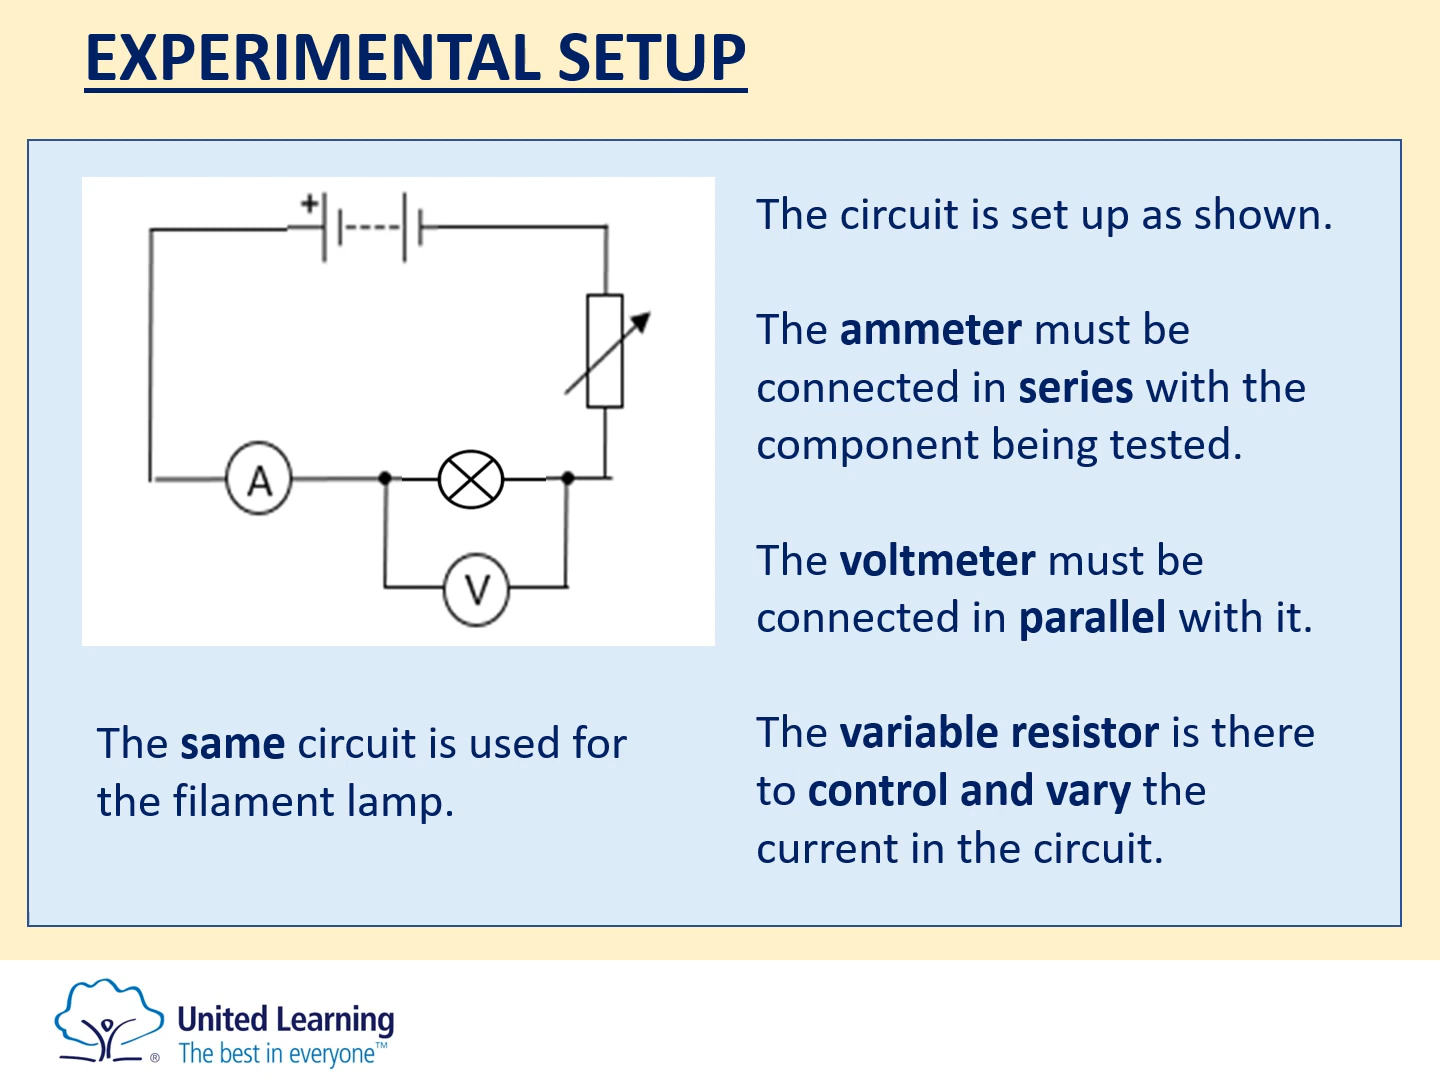 EXPERIMENTAL SETUP
+
A
V
The same circuit is used for
the filament lamp.
The circuit is set up as shown.
The ammeter must be
connected in series with the
component being tested.
The voltmeter must be
connected in parallel with it.
The variable resistor is there
to control and vary the
current in the circuit.
United Learning
The best in everyone™
®